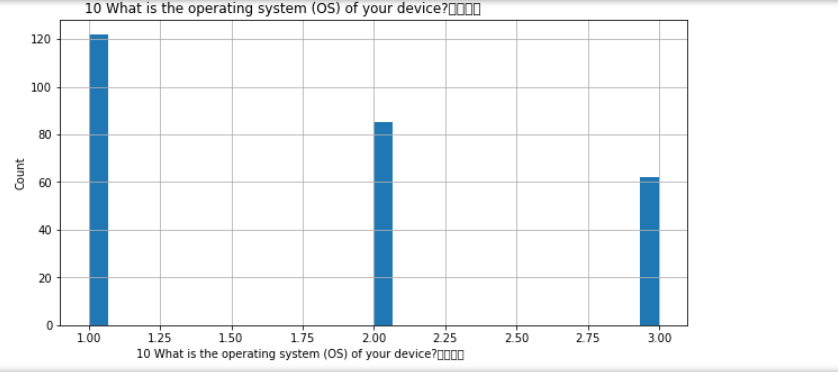 10 What is the operating system (OS) of your device?□□□□
120
100
80
60
40
20
0
Count
1.00 1.25 1.50 1.75 2.00 2.25 2.50 2.75 3.00
10 What is the operating system (OS) of your device?□□□□